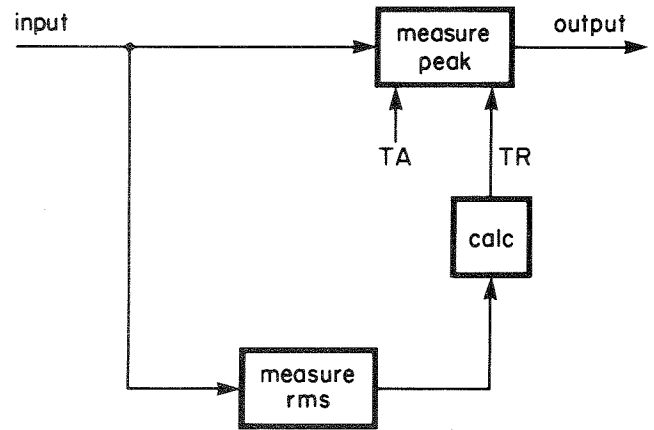 input
measure
peak
output
TA
TR
calc
measure
rms